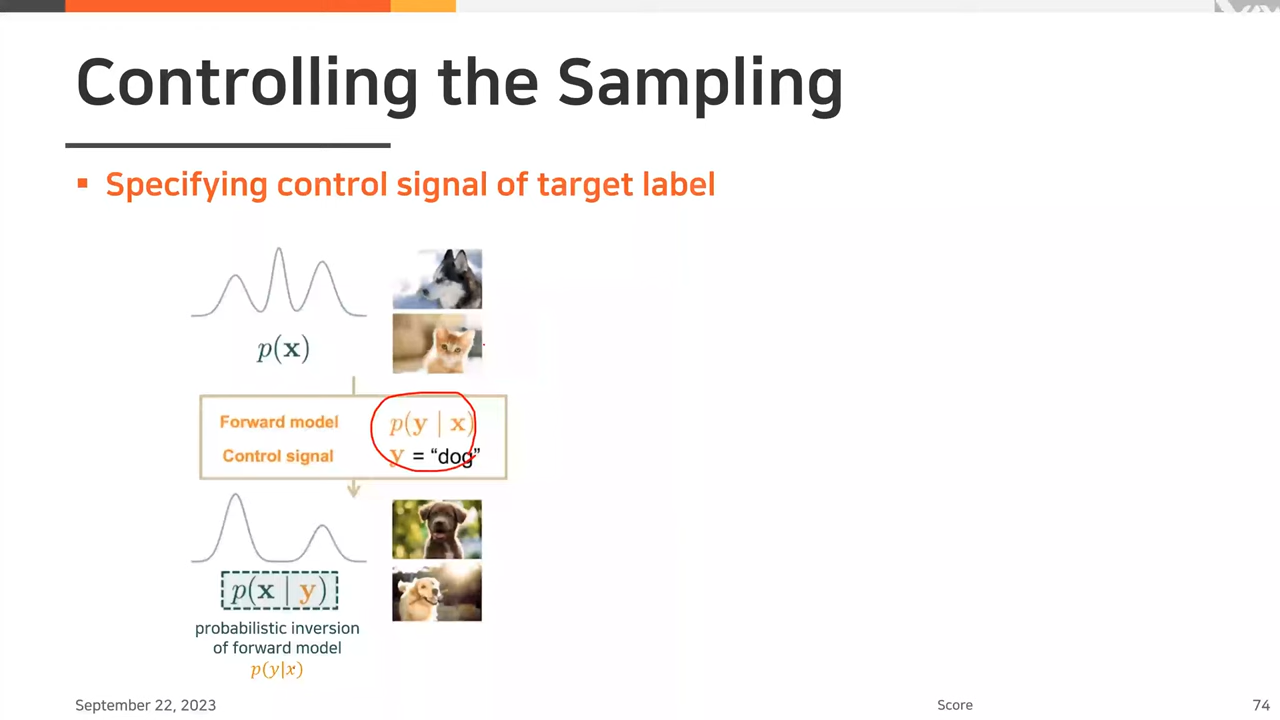 Controlling the Sampling
▪ Specifying control signal of target label
p(x)
Forward model p(y | x)
Control signal y = “dog”
p(x | y)
probabilistic inversion
of forward model
p(y|x)
September 22, 2023 Score 74